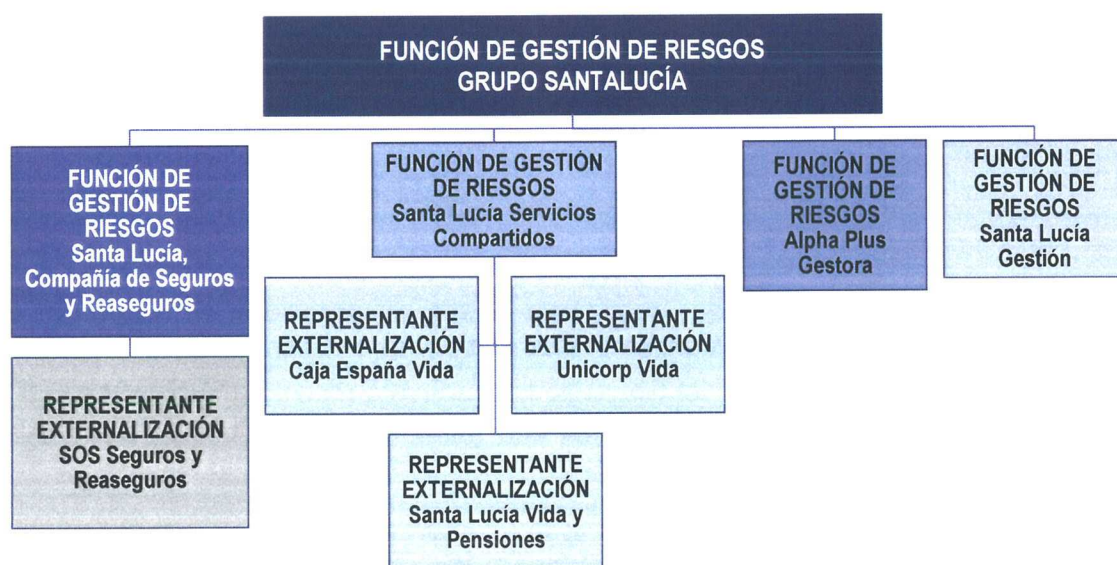 FUNCIÓN DE GESTIÓN DE RIESGOS
GRUPO SANTALUCÍA
FUNCIÓN DE
GESTIÓN DE
RIESGOS
Santa Lucía,
Compañía de Seguros
y Reaseguros
FUNCIÓN DE GESTIÓN
DE RIESGOS
Santa Lucía Servicios
Compartidos
FUNCIÓN DE
GESTIÓN DE
RIESGOS
Alpha Plus
Gestora
FUNCIÓN DE
GESTIÓN DE
RIESGOS
Santa Lucía
Gestión
REPRESENTANTE
EXTERNALIZACIÓN
SOS Seguros y
Reaseguros
REPRESENTANTE
EXTERNALIZACIÓN
Caja España Vida
REPRESENTANTE
EXTERNALIZACIÓN
Unicorp Vida
REPRESENTANTE
EXTERNALIZACIÓN
Santa Lucía Vida y
Pensiones